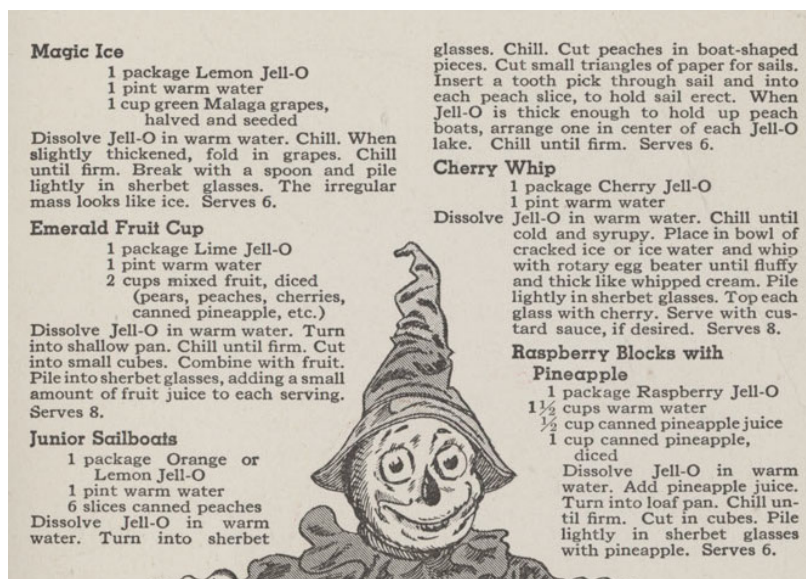 Magic Ice
1 package Lemon Jell-O
1 pint warm water
1 cup green Malaga grapes,
halved and seeded
Dissolve Jell-O in warm water. Chill. When
slightly thickened, fold in grapes. Chill
until firm. Break with a spoon and pile
lightly in sherbet glasses. The irregular
mass looks like ice. Serves 6.
Emerald Fruit Cup
1 package Lime Jell-O
1 pint warm water
2 cups mixed fruit, diced
(pears, peaches, cherries,
canned pineapple, etc.)
Dissolve Jell-O in warm water. Turn
into shallow pan. Chill until firm. Cut
into small cubes. Combine with fruit.
Pile into sherbet glasses, adding a small
amount of fruit juice to each serving.
Serves 8.
Junior Sailboats
1 package Orange or
Lemon Jell-O
1 pint warm water
6 slices canned peaches
Dissolve Jell-O in warm
water. Turn into sherbet
glasses. Chill. Cut peaches in boat-shaped
pieces. Cut small triangles of paper for sails.
Insert a tooth pick through sail and into
each peach slice, to hold sail erect. When
Jell-O is thick enough to hold up peach
boats, arrange one in center of each Jell-O
lake. Chill until firm. Serves 6.
Cherry Whip
1 package Cherry Jell-O
1 pint warm water
Dissolve Jell-O in warm water. Chill until
cold and syrupy. Place in bowl of
cracked ice or ice water and whip
with rotary egg beater until fluffy
and thick like whipped cream. Pile
lightly in sherbet glasses. Top each
glass with cherry. Serve with cus-
tard sauce, if desired. Serves 8.
Raspberry Blocks with
Pineapple
1 package Raspberry Jell-O
1½ cups warm water
½ cup canned pineapple juice
1 cup canned pineapple,
diced
Dissolve Jell-O in warm
water. Add pineapple juice.
Turn into loaf pan. Chill un-
til firm. Cut in cubes. Pile
lightly in sherbet glasses
with pineapple. Serves 6.